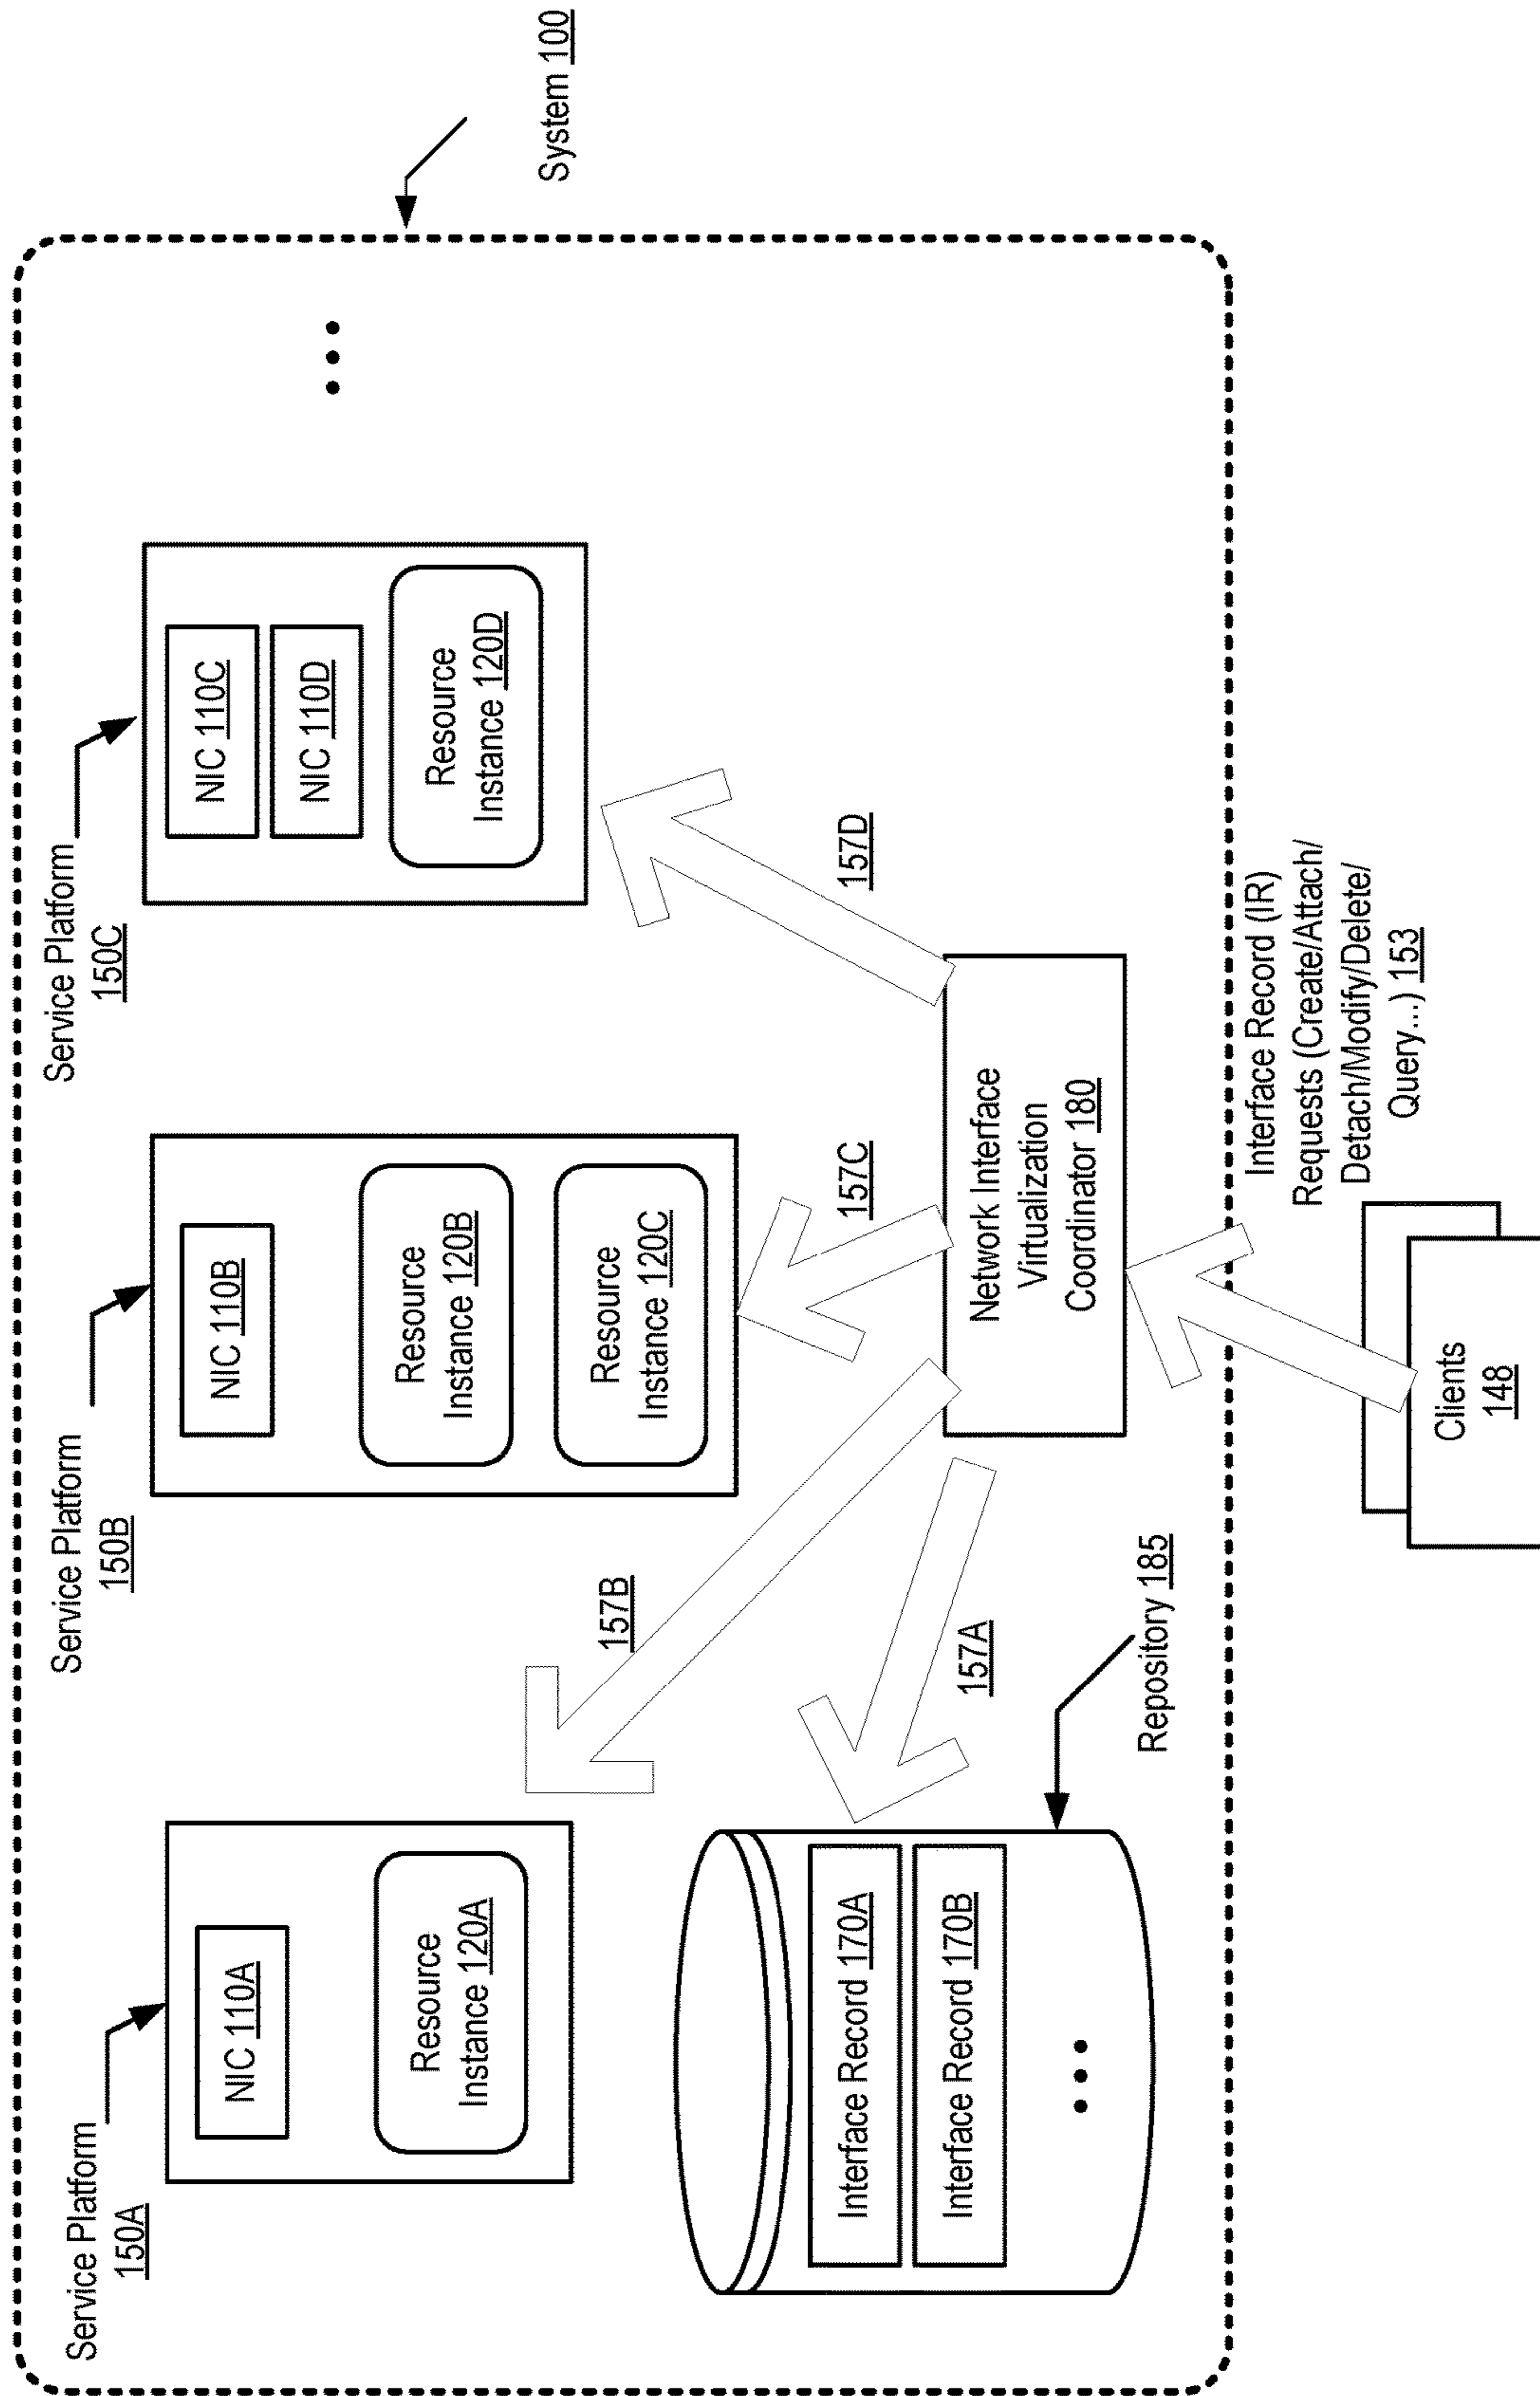 System 100
Service Platform
150A
NIC 110A
Resource
Instance 120A
Service Platform
150B
NIC 110B
Resource
Instance 120B
Resource
Instance 120C
Service Platform
150C
NIC 110C
NIC 110D
Resource
Instance 120D
157B
157C
157D
157A
Interface Record 170A
Interface Record 170B
Repository 185
Network Interface
Virtualization
Coordinator 180
Interface Record (IR)
Requests (Create/Attach/
Detach/Modify/Delete/
Query...) 153
Clients
148